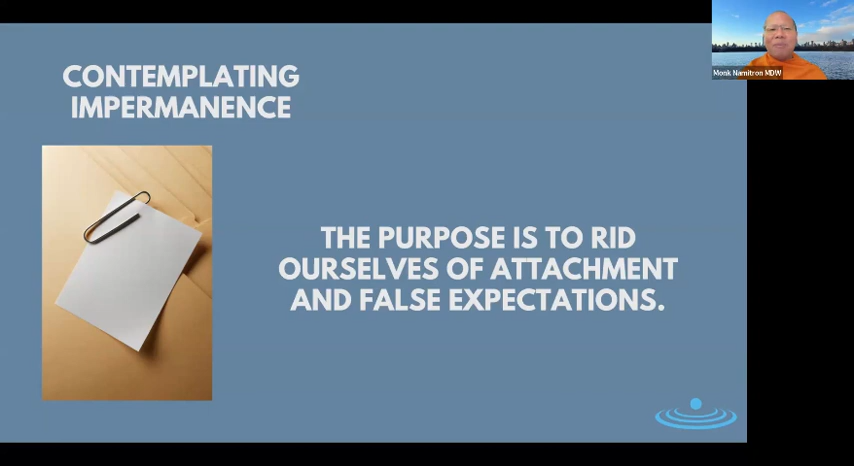 CONTEMPLATING
IMPERMANENCE
THE PURPOSE IS TO RID
OURSELVES OF ATTACHMENT
AND FALSE EXPECTATIONS.
Monk Namitron MDW